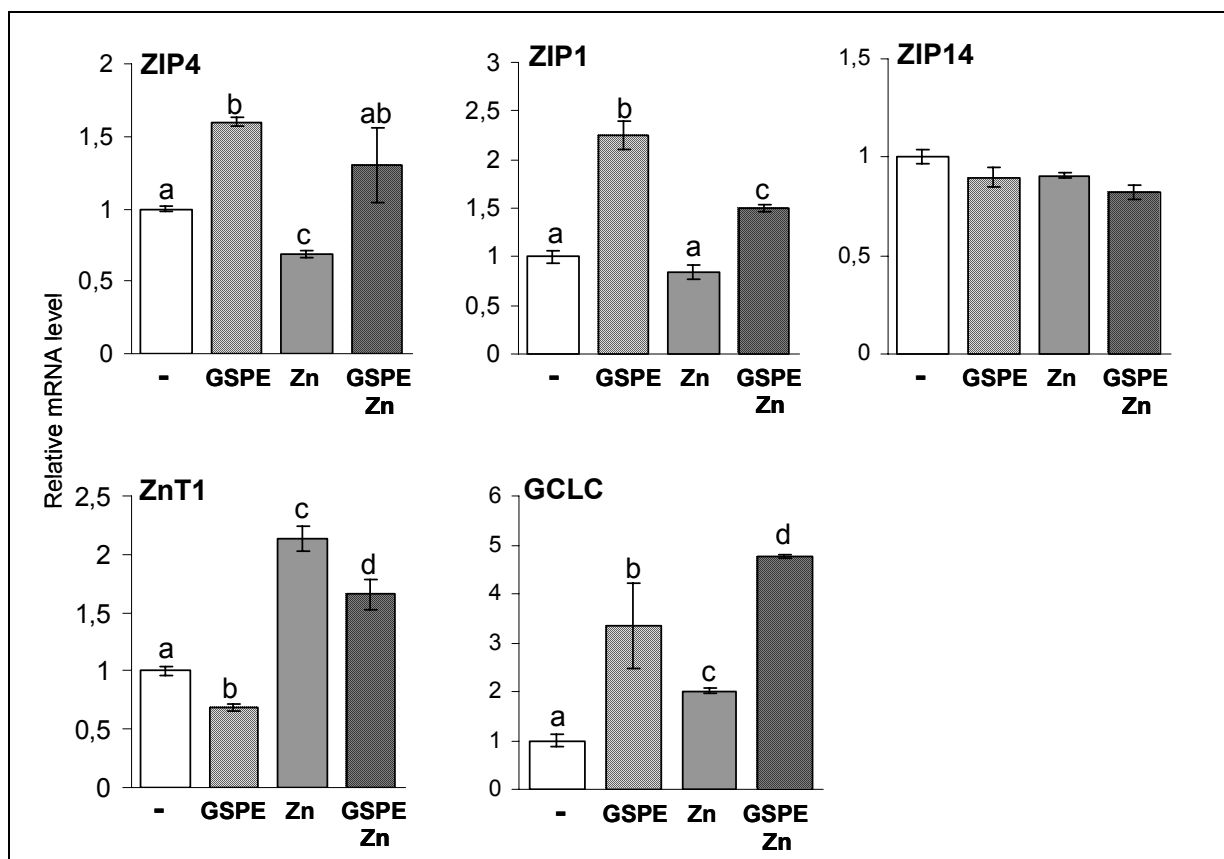 Relative mRNA level
ZIP4
2
1,5
1
0,5
0
a
b
c
ab
-
GSPE
Zn
GSPE
Zn
ZIP1
3
2,5
2
1,5
1
0,5
0
a
b
a
c
-
GSPE
Zn
GSPE
Zn
ZIP14
1,5
1
0,5
0
-
GSPE
Zn
GSPE
Zn
ZnT1
2,5
2
1,5
1
0,5
0
a
b
c
d
-
GSPE
Zn
GSPE
Zn
GCLC
6
5
4
3
2
1
0
a
b
c
d
-
GSPE
Zn
GSPE
Zn